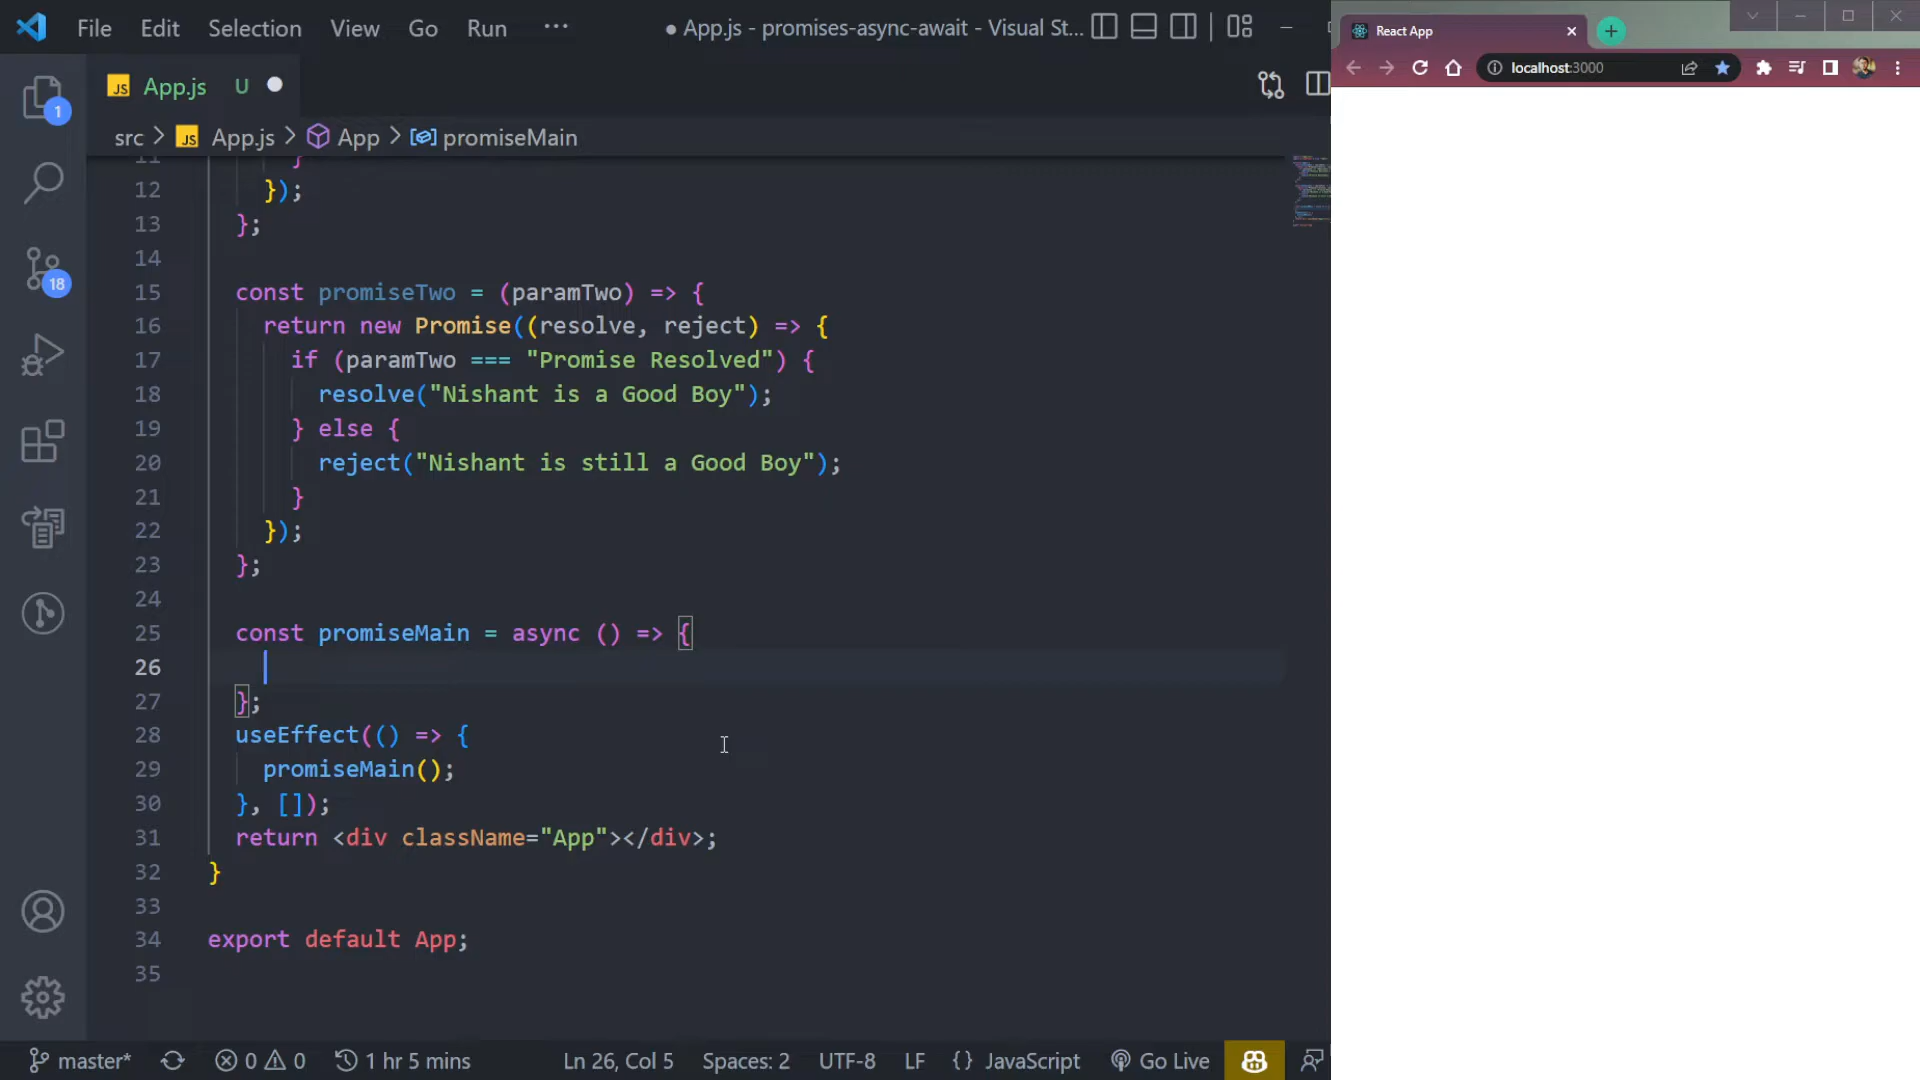 File Edit Selection View Go Run ···
● App.js - promises-async-await - Visual St...
JS App.js U
src > JS App.js > App > promiseMain
11 }
12 });
13 };
14
15 const promiseTwo = (paramTwo) => {
16 return new Promise((resolve, reject) => {
17 if (paramTwo === "Promise Resolved") {
18 resolve("Nishant is a Good Boy");
19 } else {
20 reject("Nishant is still a Good Boy");
21 }
22 });
23 };
24
25 const promiseMain = async () => {
26
27 };
28 useEffect(() => {
29 promiseMain();
30 }, []);
31 return <div className="App"></div>;
32 }
33
34 export default App;
35
1
18
master* 0 0 1 hr 5 mins Ln 26, Col 5 Spaces: 2 UTF-8 LF {} JavaScript Go Live
React App
localhost:3000